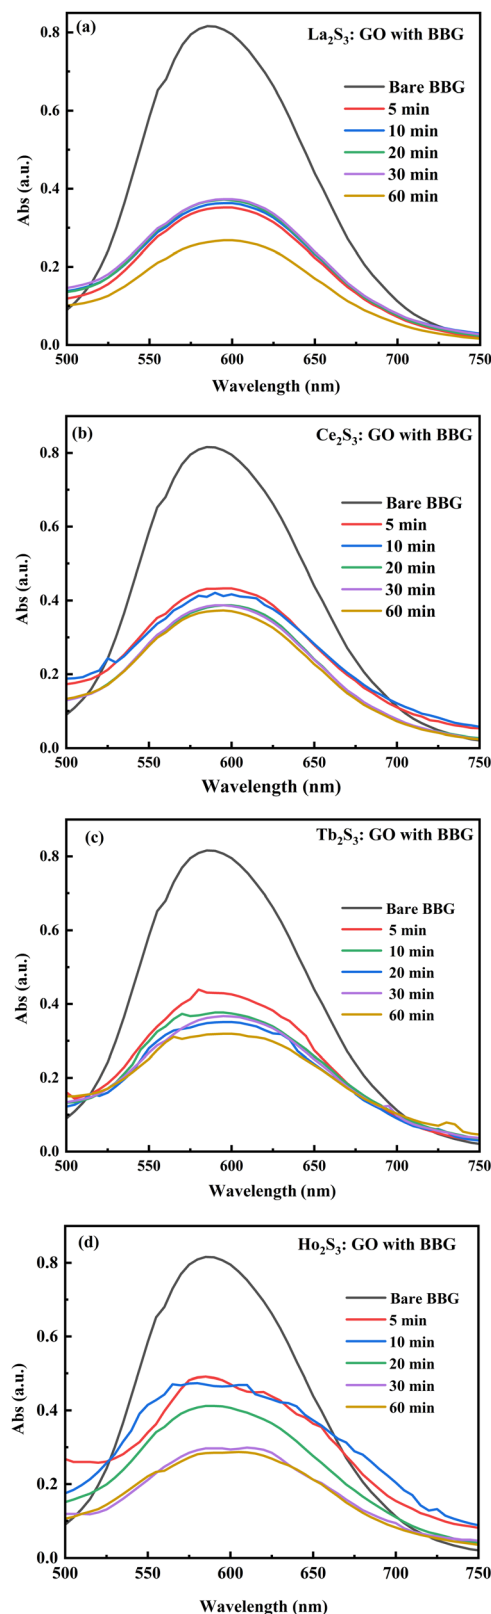 (a)
La₂S₃: GO with BBG
Bare BBG
5 min
10 min
20 min
30 min
60 min
Abs (a.u.)
0.8
0.6
0.4
0.2
0.0
500 550 600 650 700 750
Wavelength (nm)
(b)
Ce₂S₃: GO with BBG
Bare BBG
5 min
10 min
20 min
30 min
60 min
Abs (a.u.)
0.8
0.6
0.4
0.2
0.0
500 550 600 650 700 750
Wavelength (nm)
(c)
Tb₂S₃: GO with BBG
Bare BBG
5 min
10 min
20 min
30 min
60 min
Abs (a.u.)
0.8
0.6
0.4
0.2
0.0
500 550 600 650 700 750
Wavelength (nm)
(d)
Ho₂S₃: GO with BBG
Bare BBG
5 min
10 min
20 min
30 min
60 min
Abs (a.u.)
0.8
0.6
0.4
0.2
0.0
500 550 600 650 700 750
Wavelength (nm)